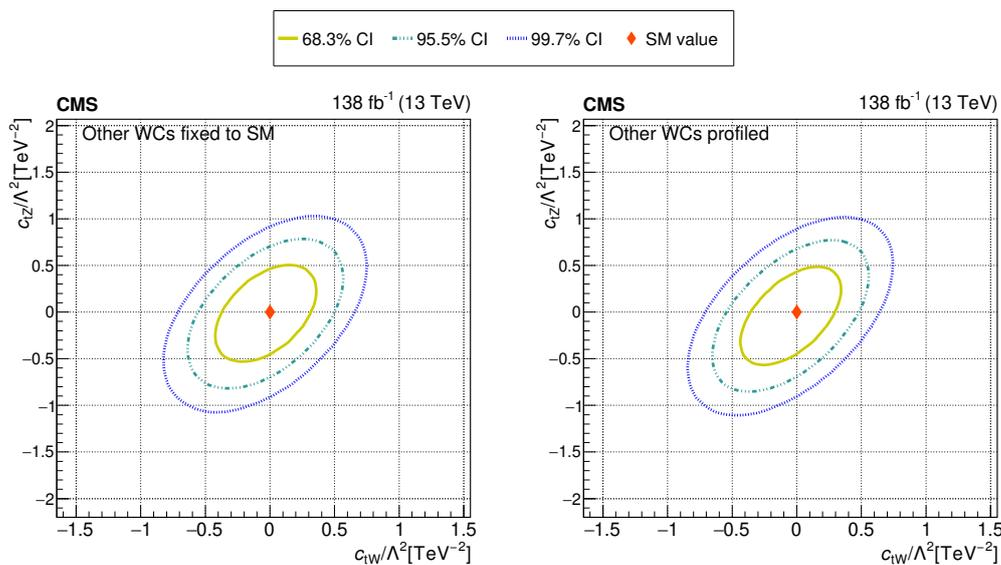 68.3% CI 95.5% CI 99.7% CI SM value
CMS 138 fb⁻¹ (13 TeV)
Other WCs fixed to SM
c_tZ/Λ²[TeV⁻²]
2
1.5
1
0.5
0
−0.5
−1
−1.5
−2
−1.5 −1 −0.5 0 0.5 1 1.5
c_tW/Λ²[TeV⁻²]
CMS 138 fb⁻¹ (13 TeV)
Other WCs profiled
c_tZ/Λ²[TeV⁻²]
2
1.5
1
0.5
0
−0.5
−1
−1.5
−2
−1.5 −1 −0.5 0 0.5 1 1.5
c_tW/Λ²[TeV⁻²]